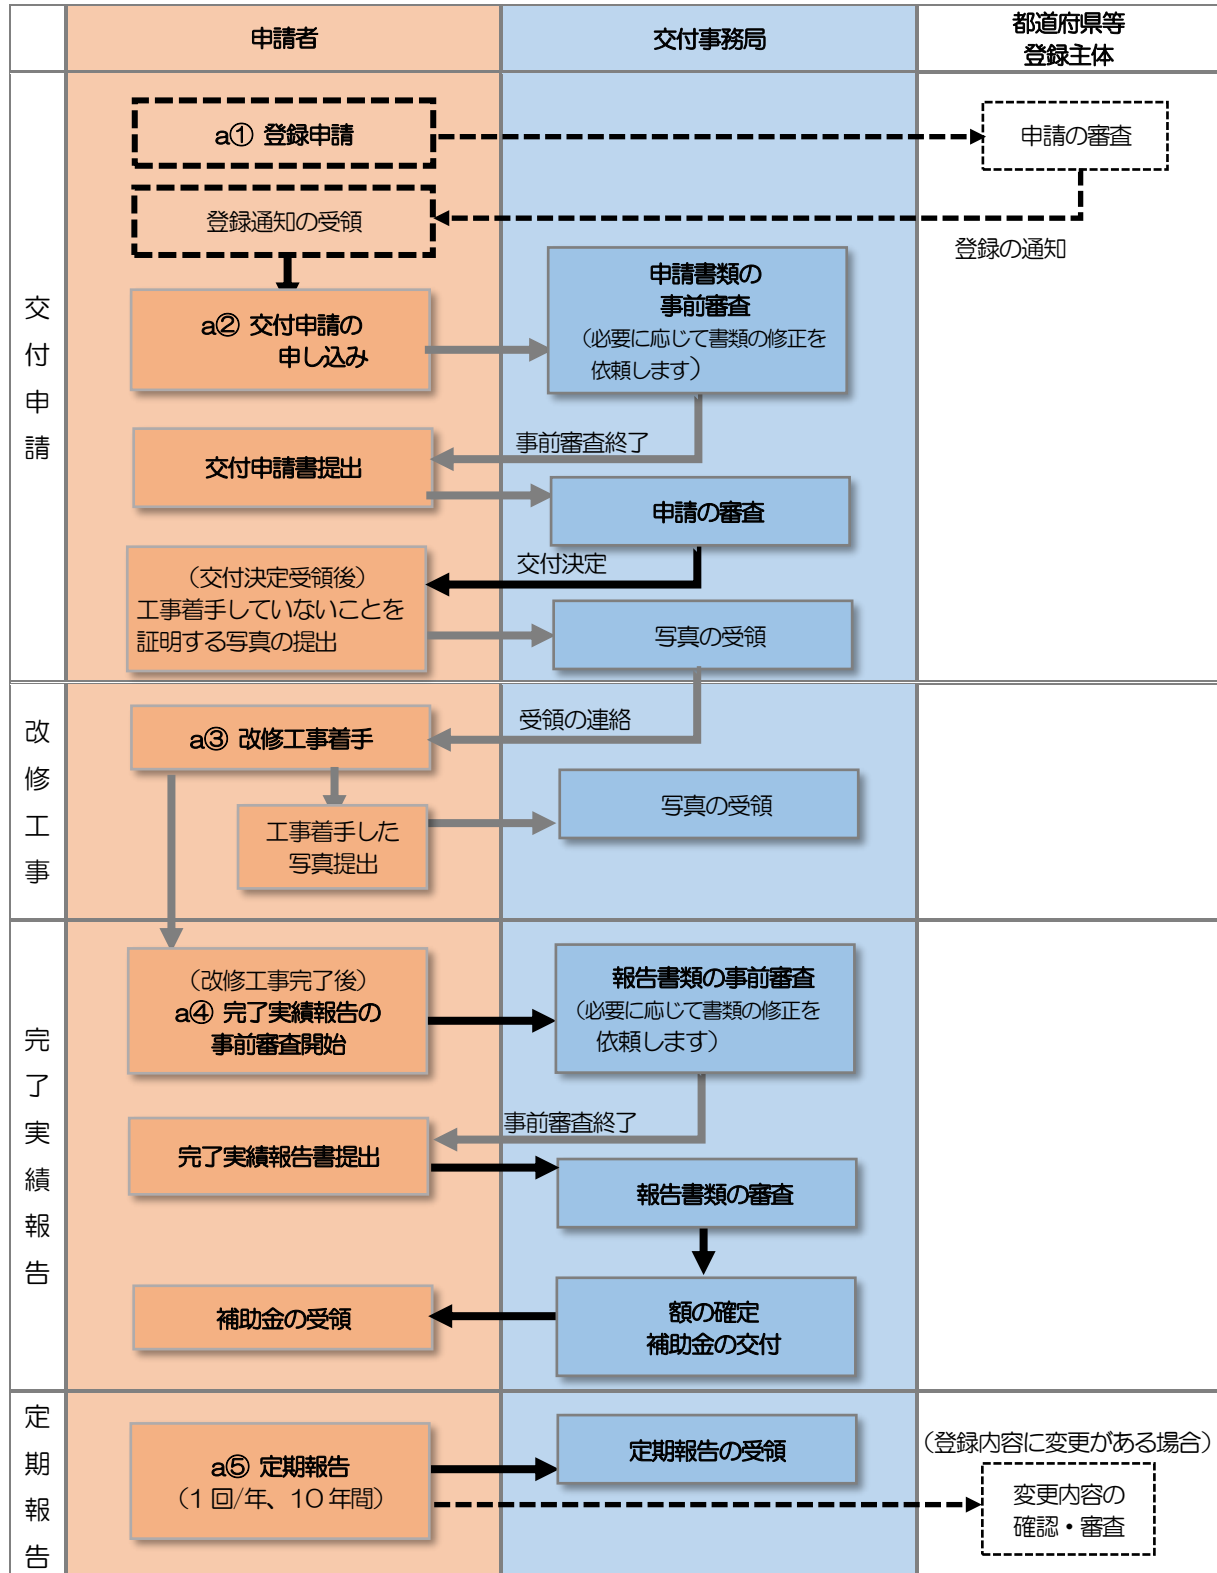 申請者
交付事務局
都道府県等
登録主体
交付申請
a① 登録申請
申請の審査
登録通知の受領
登録の通知
申請書類の
事前審査
（必要に応じて書類の修正を
依頼します）
a② 交付申請の
申し込み
事前審査終了
交付申請書提出
申請の審査
交付決定
（交付決定受領後）
工事着手していないことを
証明する写真の提出
写真の受領
改修工事
受領の連絡
a③ 改修工事着手
写真の受領
工事着手した
写真提出
完了実績報告
（改修工事完了後）
a④ 完了実績報告の
事前審査開始
報告書類の事前審査
（必要に応じて書類の修正を
依頼します）
事前審査終了
完了実績報告書提出
報告書類の審査
補助金の受領
額の確定
補助金の交付
定期報告
a⑤ 定期報告
（1 回/年、10 年間）
定期報告の受領
（登録内容に変更がある場合）
変更内容の
確認・審査